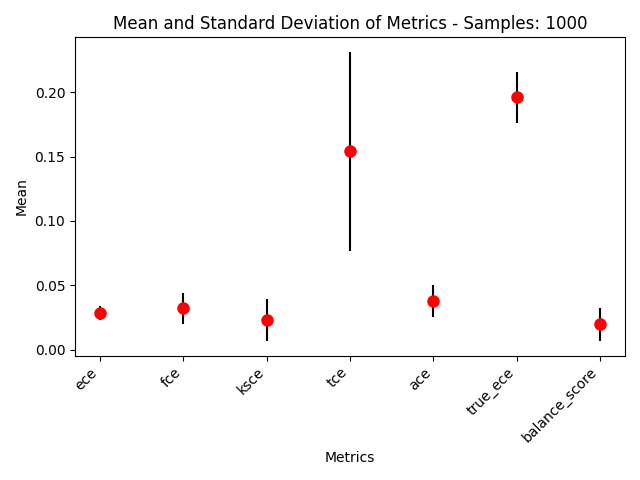 Mean and Standard Deviation of Metrics - Samples: 1000
Mean
0.20
0.15
0.10
0.05
0.00
ece
fce
ksce
tce
ace
true_ece
balance_score
Metrics